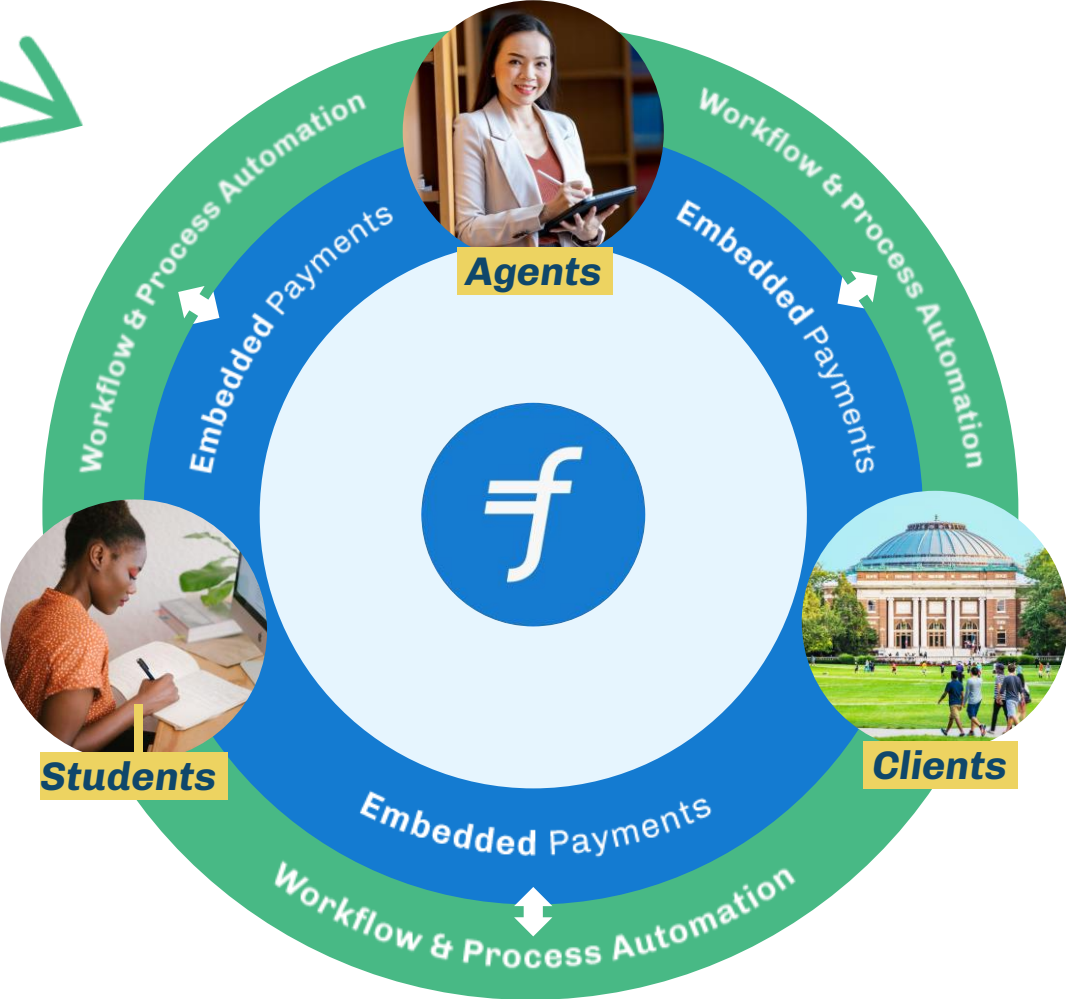 Workflow & Process Automation
Workflow & Process Automation
Embedded Payments
Embedded Payments
Agents
Students
Clients
Embedded Payments
Workflow & Process Automation